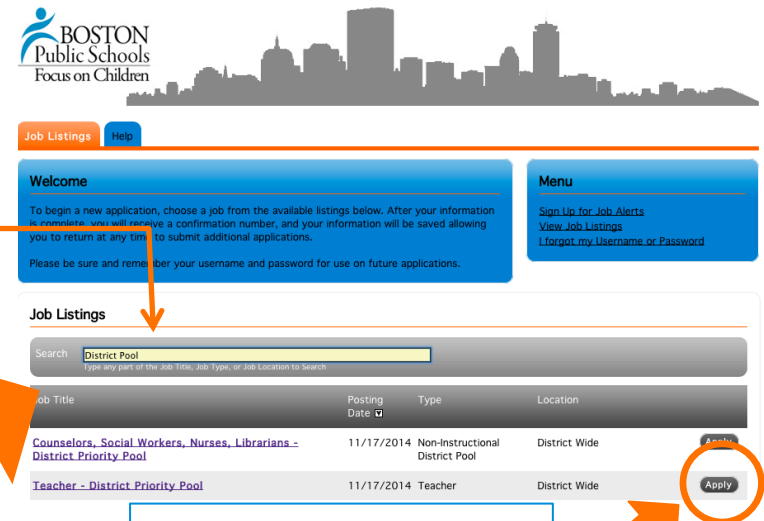 BOSTON
Public Schools
Focus on Children
Job Listings
Help
Welcome
To begin a new application, choose a job from the available listings below. After your information
is complete, you will receive a confirmation number, and your information will be saved allowing
you to return at any time to submit additional applications.
Please be sure and remember your username and password for use on future applications.
Menu
Sign Up for Job Alerts
View Job Listings
I forgot my Username or Password
Job Listings
Search District Pool
Type any part of the Job Title, Job Type, or Job Location to Search
Job Title Posting Type Location
Date
Counselors, Social Workers, Nurses, Librarians - 11/17/2014 Non-Instructional District Wide Apply
District Priority Pool District Pool
Teacher - District Priority Pool 11/17/2014 Teacher District Wide Apply